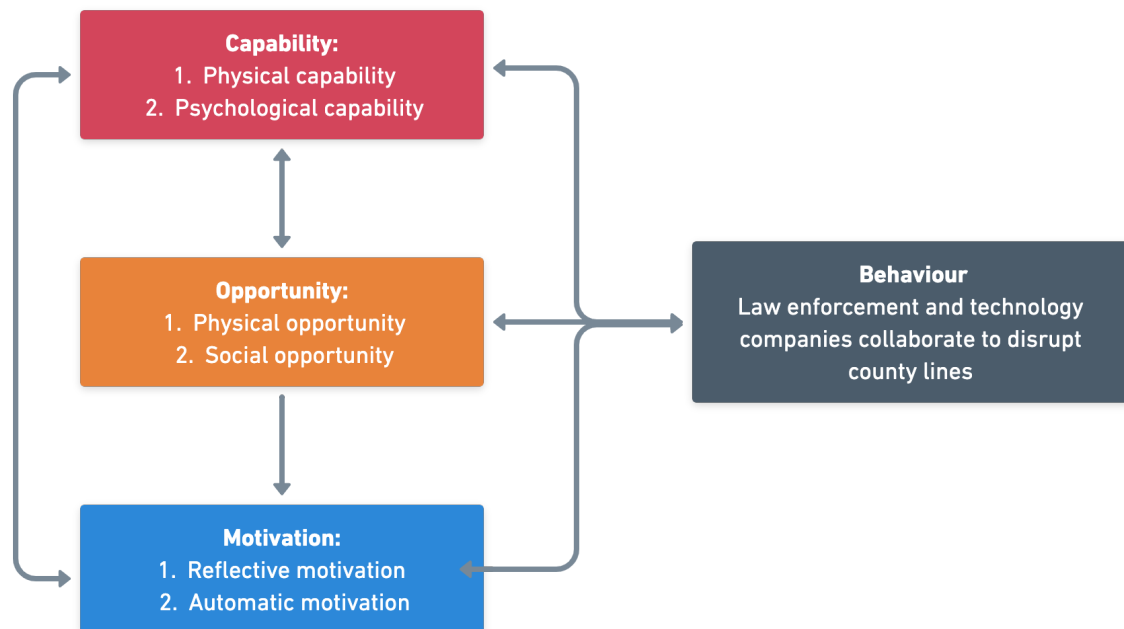 Capability:
1. Physical capability
2. Psychological capability
Opportunity:
1. Physical opportunity
2. Social opportunity
Behaviour
Law enforcement and technology
companies collaborate to disrupt
county lines
Motivation:
1. Reflective motivation
2. Automatic motivation